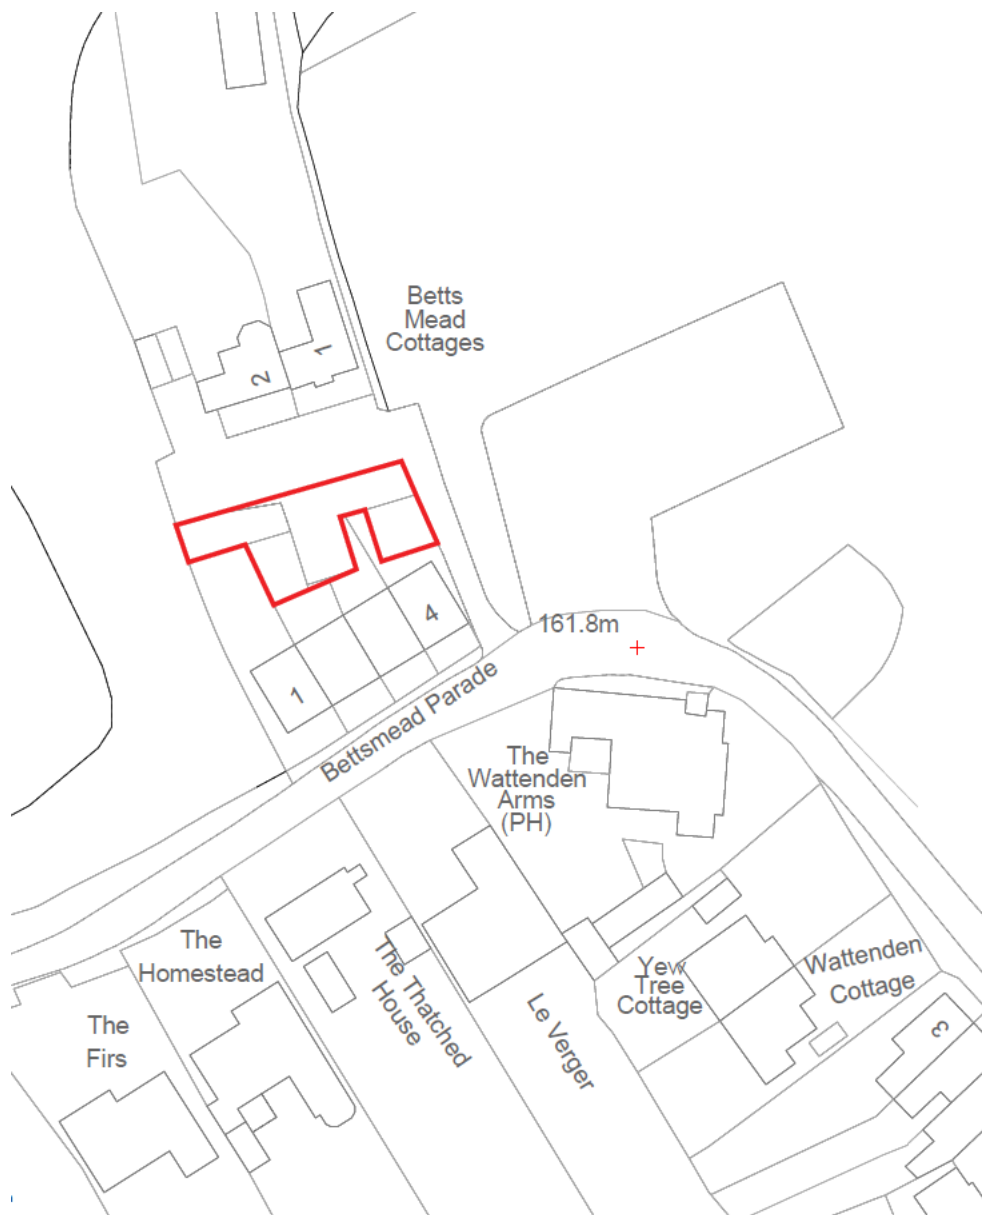 Betts
Mead
Cottages
1
2
4
1
161.8m
Bettsmead Parade
The
Wattenden
Arms
(PH)
The
Homestead
The Thatched
House
Yew
Tree
Cottage
Wattenden
Cottage
The
Firs
Le Verger
3